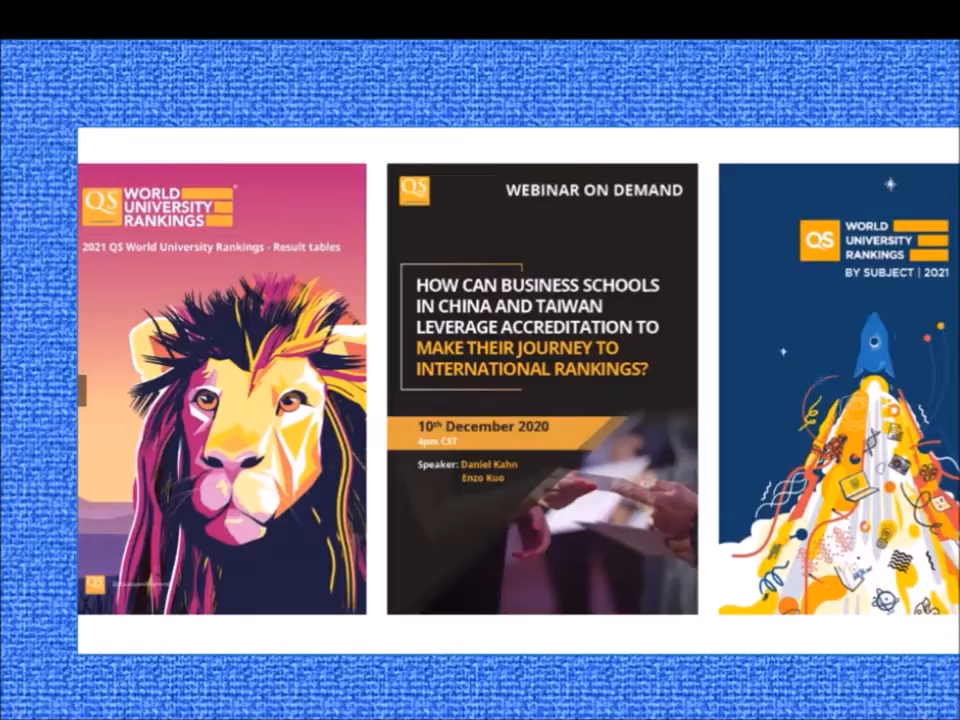 QS
WORLD
UNIVERSITY
RANKINGS
2021 QS World University Rankings - Result tables
QS
QS
WEBINAR ON DEMAND
HOW CAN BUSINESS SCHOOLS
IN CHINA AND TAIWAN
LEVERAGE ACCREDITATION TO
MAKE THEIR JOURNEY TO
INTERNATIONAL RANKINGS?
10th December 2020
4pm CST
Speaker: Daniel Kahn
Enzo Kuo
QS
WORLD
UNIVERSITY
RANKINGS
BY SUBJECT | 2021